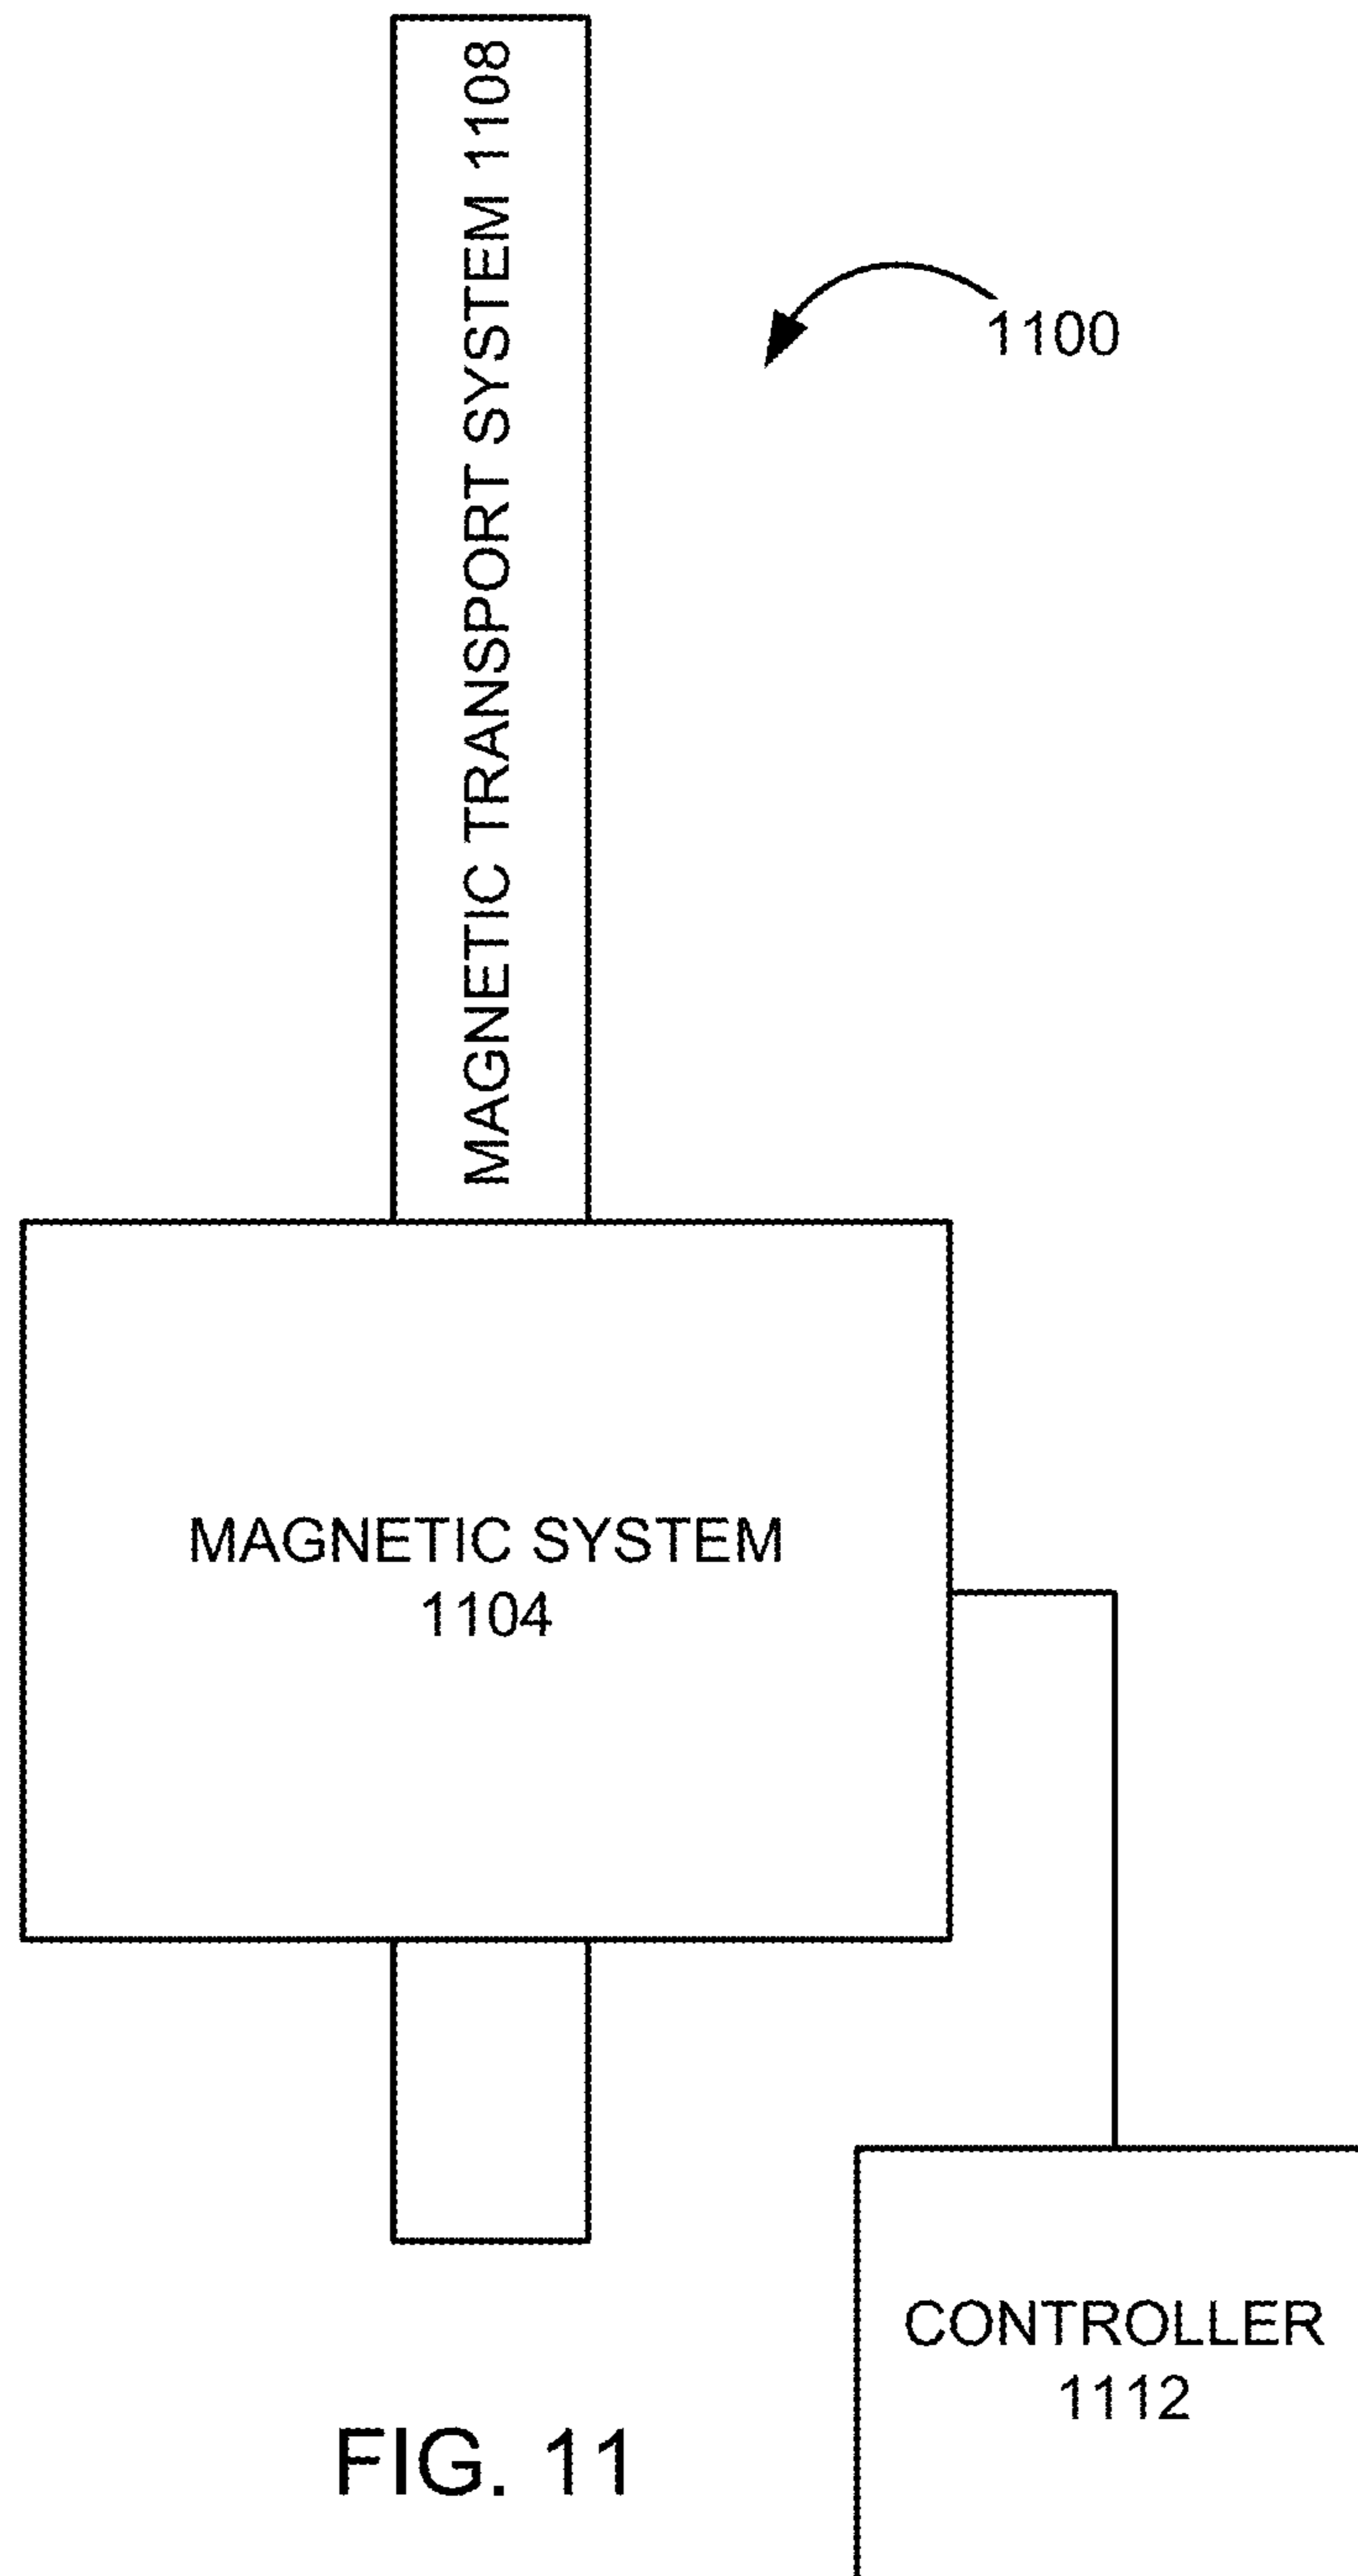 MAGNETIC TRANSPORT SYSTEM 1108
1100
MAGNETIC SYSTEM
1104
CONTROLLER
1112
FIG. 11